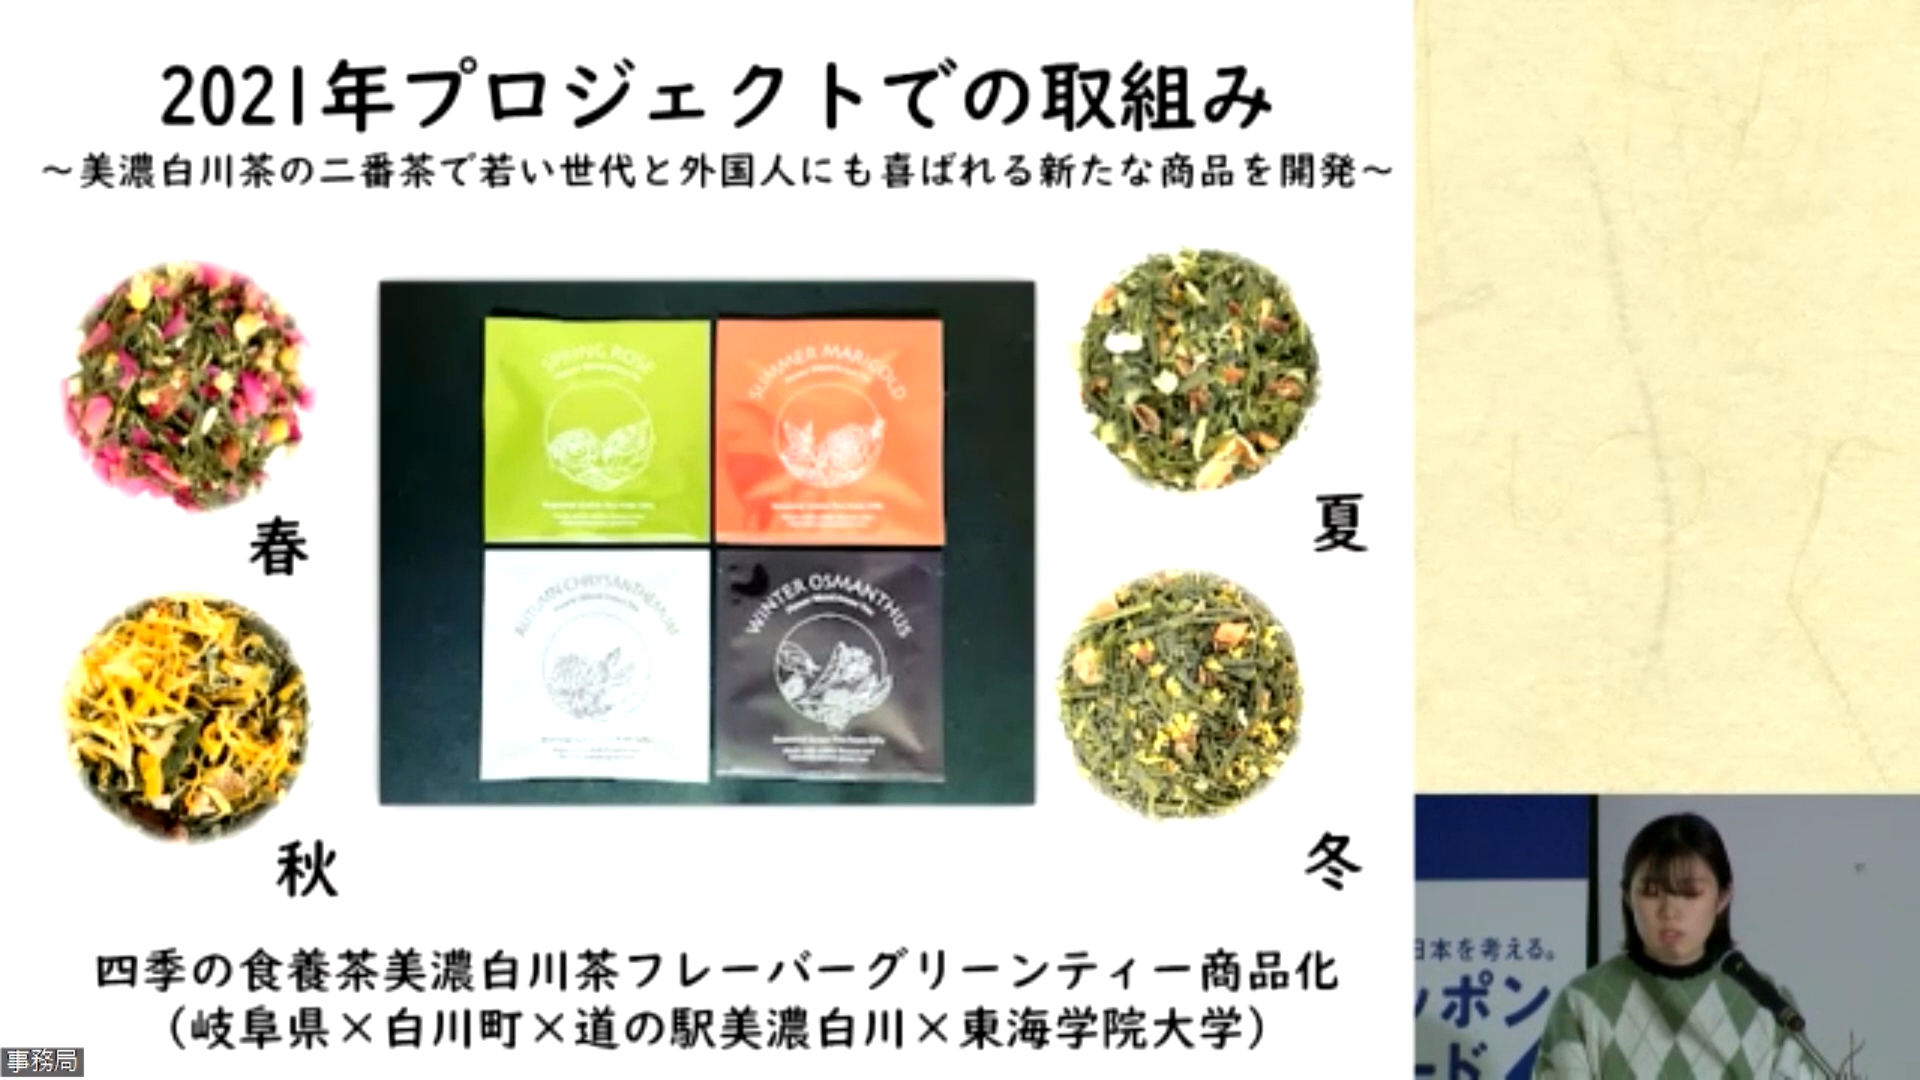 2021年プロジェクトでの取組み
～美濃白川茶の二番茶で若い世代と外国人にも喜ばれる新たな商品を開発～
SPRING ROSE
SUMMER MARIGOLD
春
夏
AUTUMN CHRYSANTHEMUM
WINTER OSMANTHUS
秋
冬
四季の食養茶美濃白川茶フレーバーグリーンティー商品化
（岐阜県×白川町×道の駅美濃白川×東海学院大学）
事務局
日本を考える。
ッポン
ード